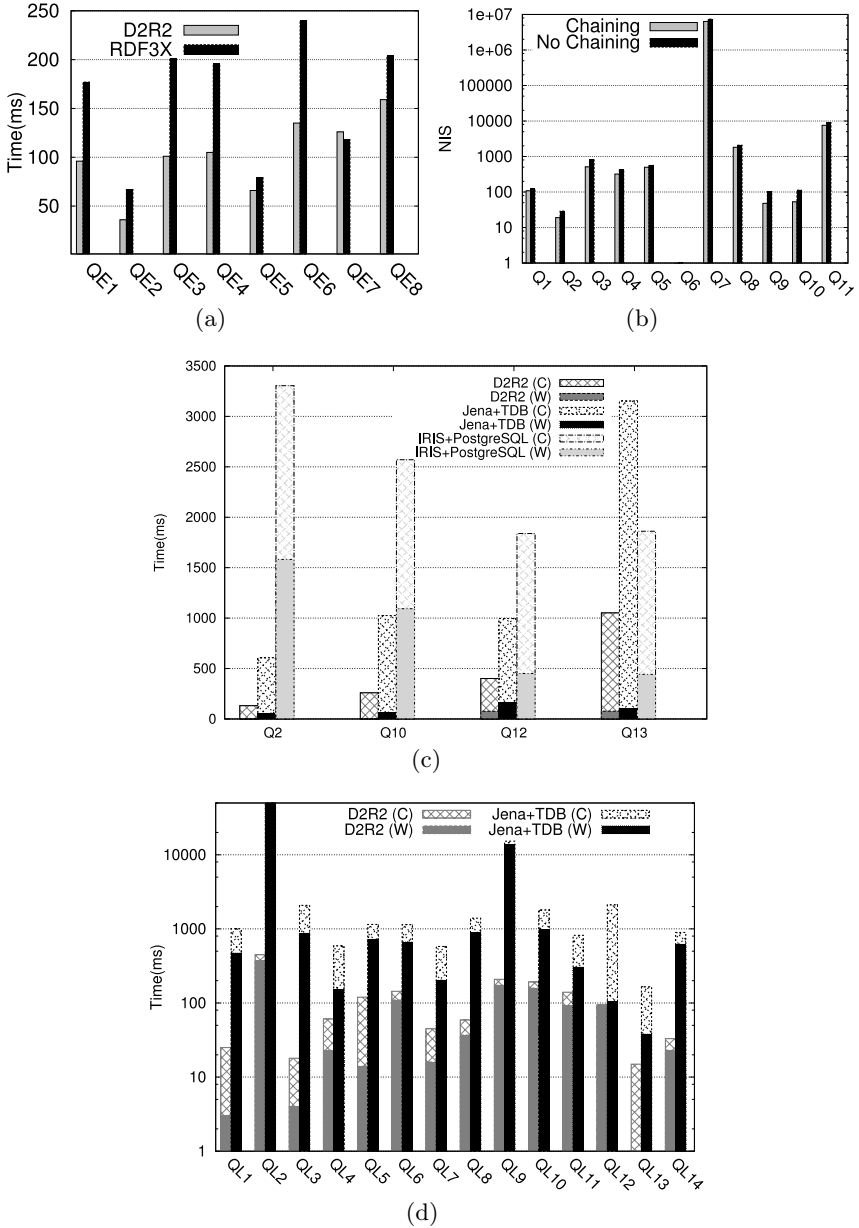 D2R2
RDF3X
Time(ms)
250
200
150
100
50
QE1
QE2
QE3
QE4
QE5
QE6
QE7
QE8
(a)
Chaining
No Chaining
NIS
1e+07
1e+06
100000
10000
1000
100
10
1
Q1
Q2
Q3
Q4
Q5
Q6
Q7
Q8
Q9
Q10
Q11
(b)
D2R2 (C)
D2R2 (W)
Jena+TDB (C)
Jena+TDB (W)
IRIS+PostgreSQL (C)
IRIS+PostgreSQL (W)
Time(ms)
3500
3000
2500
2000
1500
1000
500
0
Q2
Q10
Q12
Q13
(c)
D2R2 (C)
D2R2 (W)
Jena+TDB (C)
Jena+TDB (W)
Time(ms)
10000
1000
100
10
1
QL1
QL2
QL3
QL4
QL5
QL6
QL7
QL8
QL9
QL10
QL11
QL12
QL13
QL14
(d)